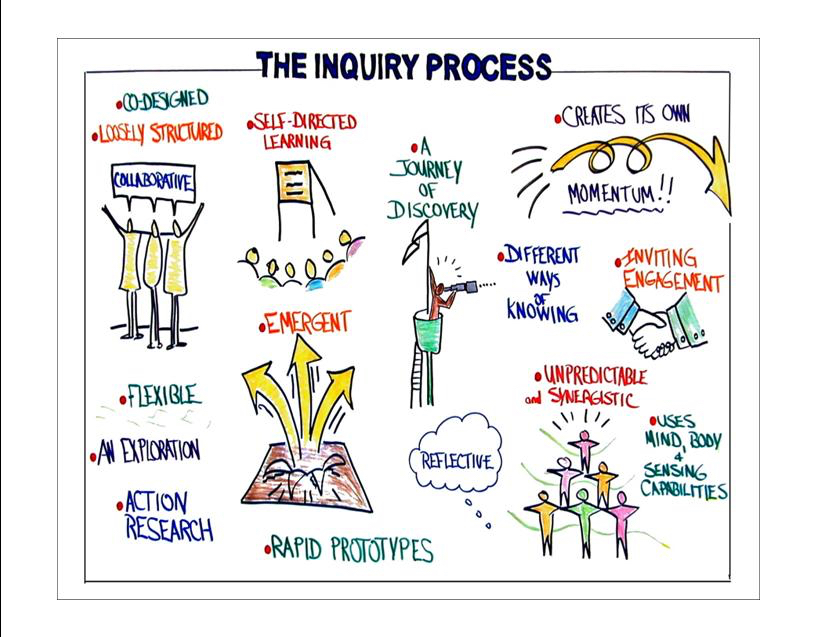 THE INQUIRY PROCESS
CO-DESIGNED
LOOSELY STRUCTURED
COLLABORATIVE
SELF-DIRECTED
LEARNING
A
JOURNEY
OF
DISCOVERY
CREATES ITS OWN
MOMENTUM!!
DIFFERENT
WAYS
OF
KNOWING
INVITING
ENGAGEMENT
EMERGENT
FLEXIBLE
AN EXPLORATION
ACTION
RESEARCH
RAPID PROTOTYPES
REFLECTIVE
UNPREDICTABLE
and SYNERGISTIC
USES
MIND, BODY
+
SENSING
CAPABILITIES